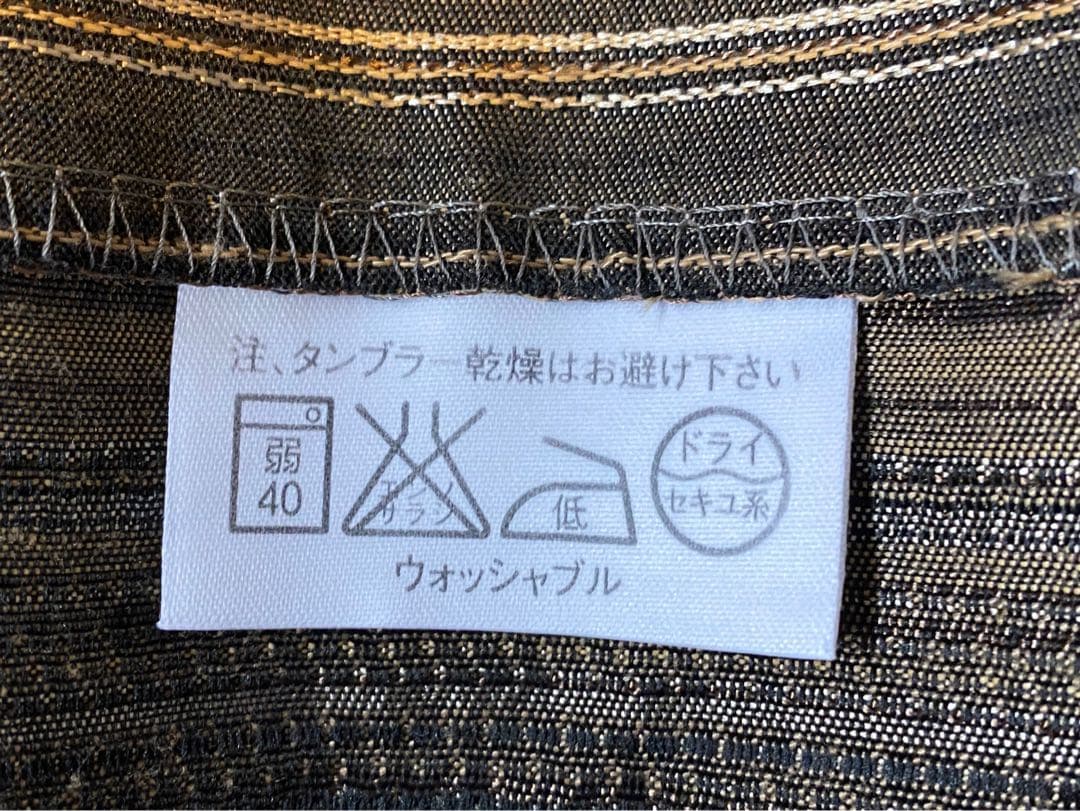 注、タンブラー乾燥はお避け下さい
弱
40
エンソ
サラシ
低
ドライ
セキユ系
ウォッシャブル